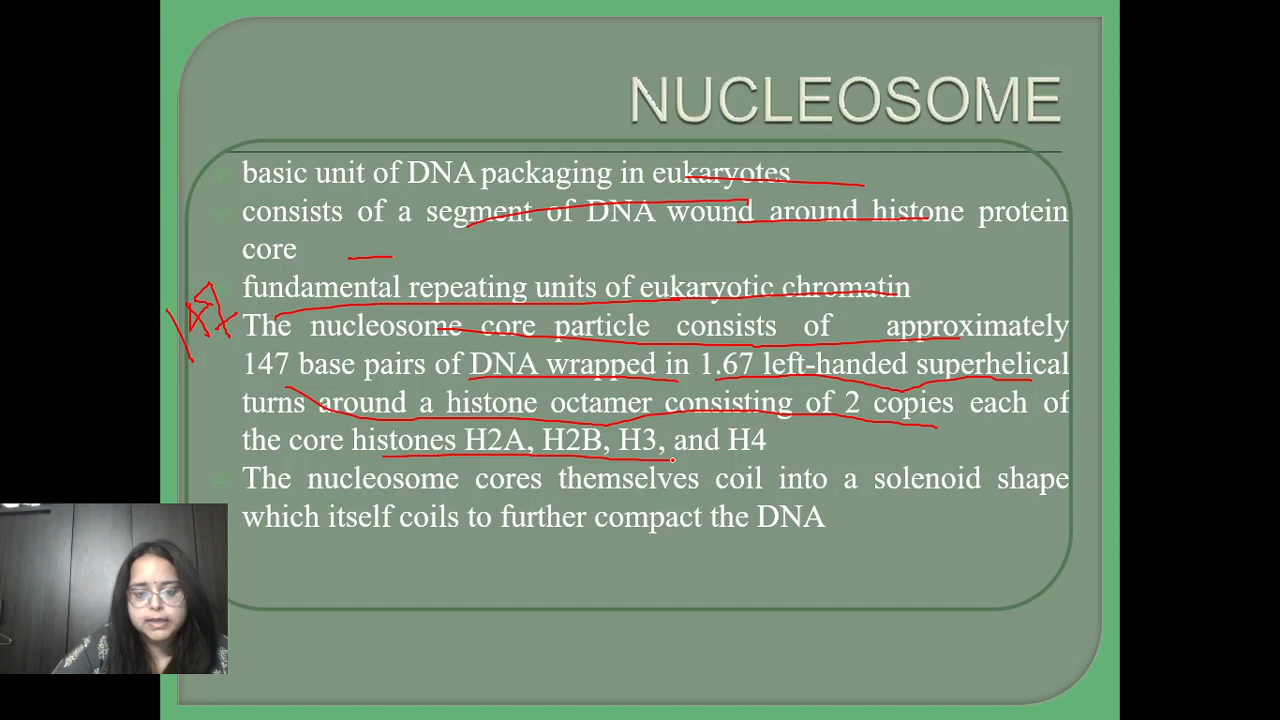 NUCLEOSOME
basic unit of DNA packaging in eukaryotes
consists of a segment of DNA wound around histone protein
core
fundamental repeating units of eukaryotic chromatin
The nucleosome core particle consists of approximately
147 base pairs of DNA wrapped in 1.67 left-handed superhelical
turns around a histone octamer consisting of 2 copies each of
the core histones H2A, H2B, H3, and H4
The nucleosome cores themselves coil into a solenoid shape
which itself coils to further compact the DNA